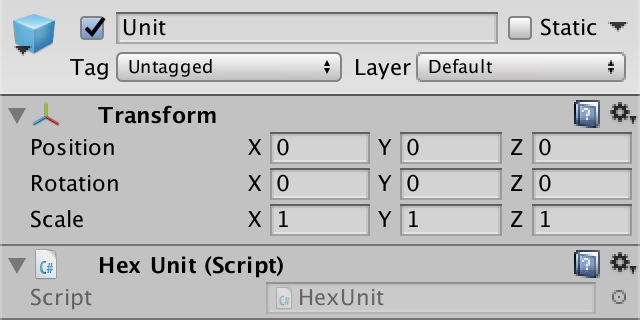 Unit Static
Tag Untagged Layer Default
Transform
Position X 0 Y 0 Z 0
Rotation X 0 Y 0 Z 0
Scale X 1 Y 1 Z 1
C# Hex Unit (Script)
Script C# HexUnit